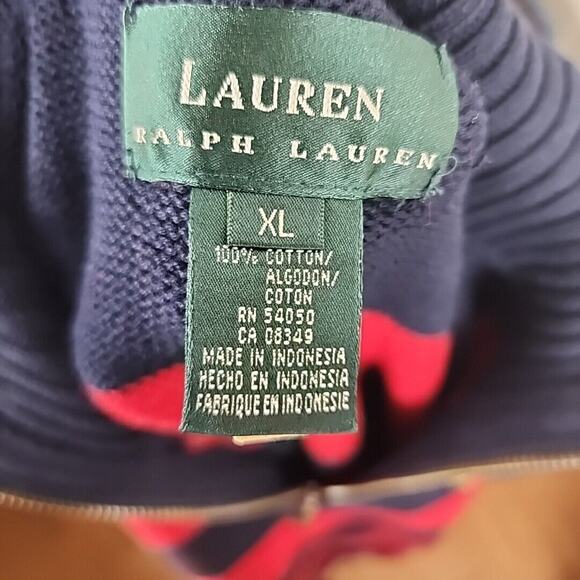 LAUREN
RALPH LAUREN
XL
100% COTTON/
ALGODON/
COTON
RN 54050
CA 08349
MADE IN INDONESIA
HECHO EN INDONESIA
FABRIQUE EN INDONESIE